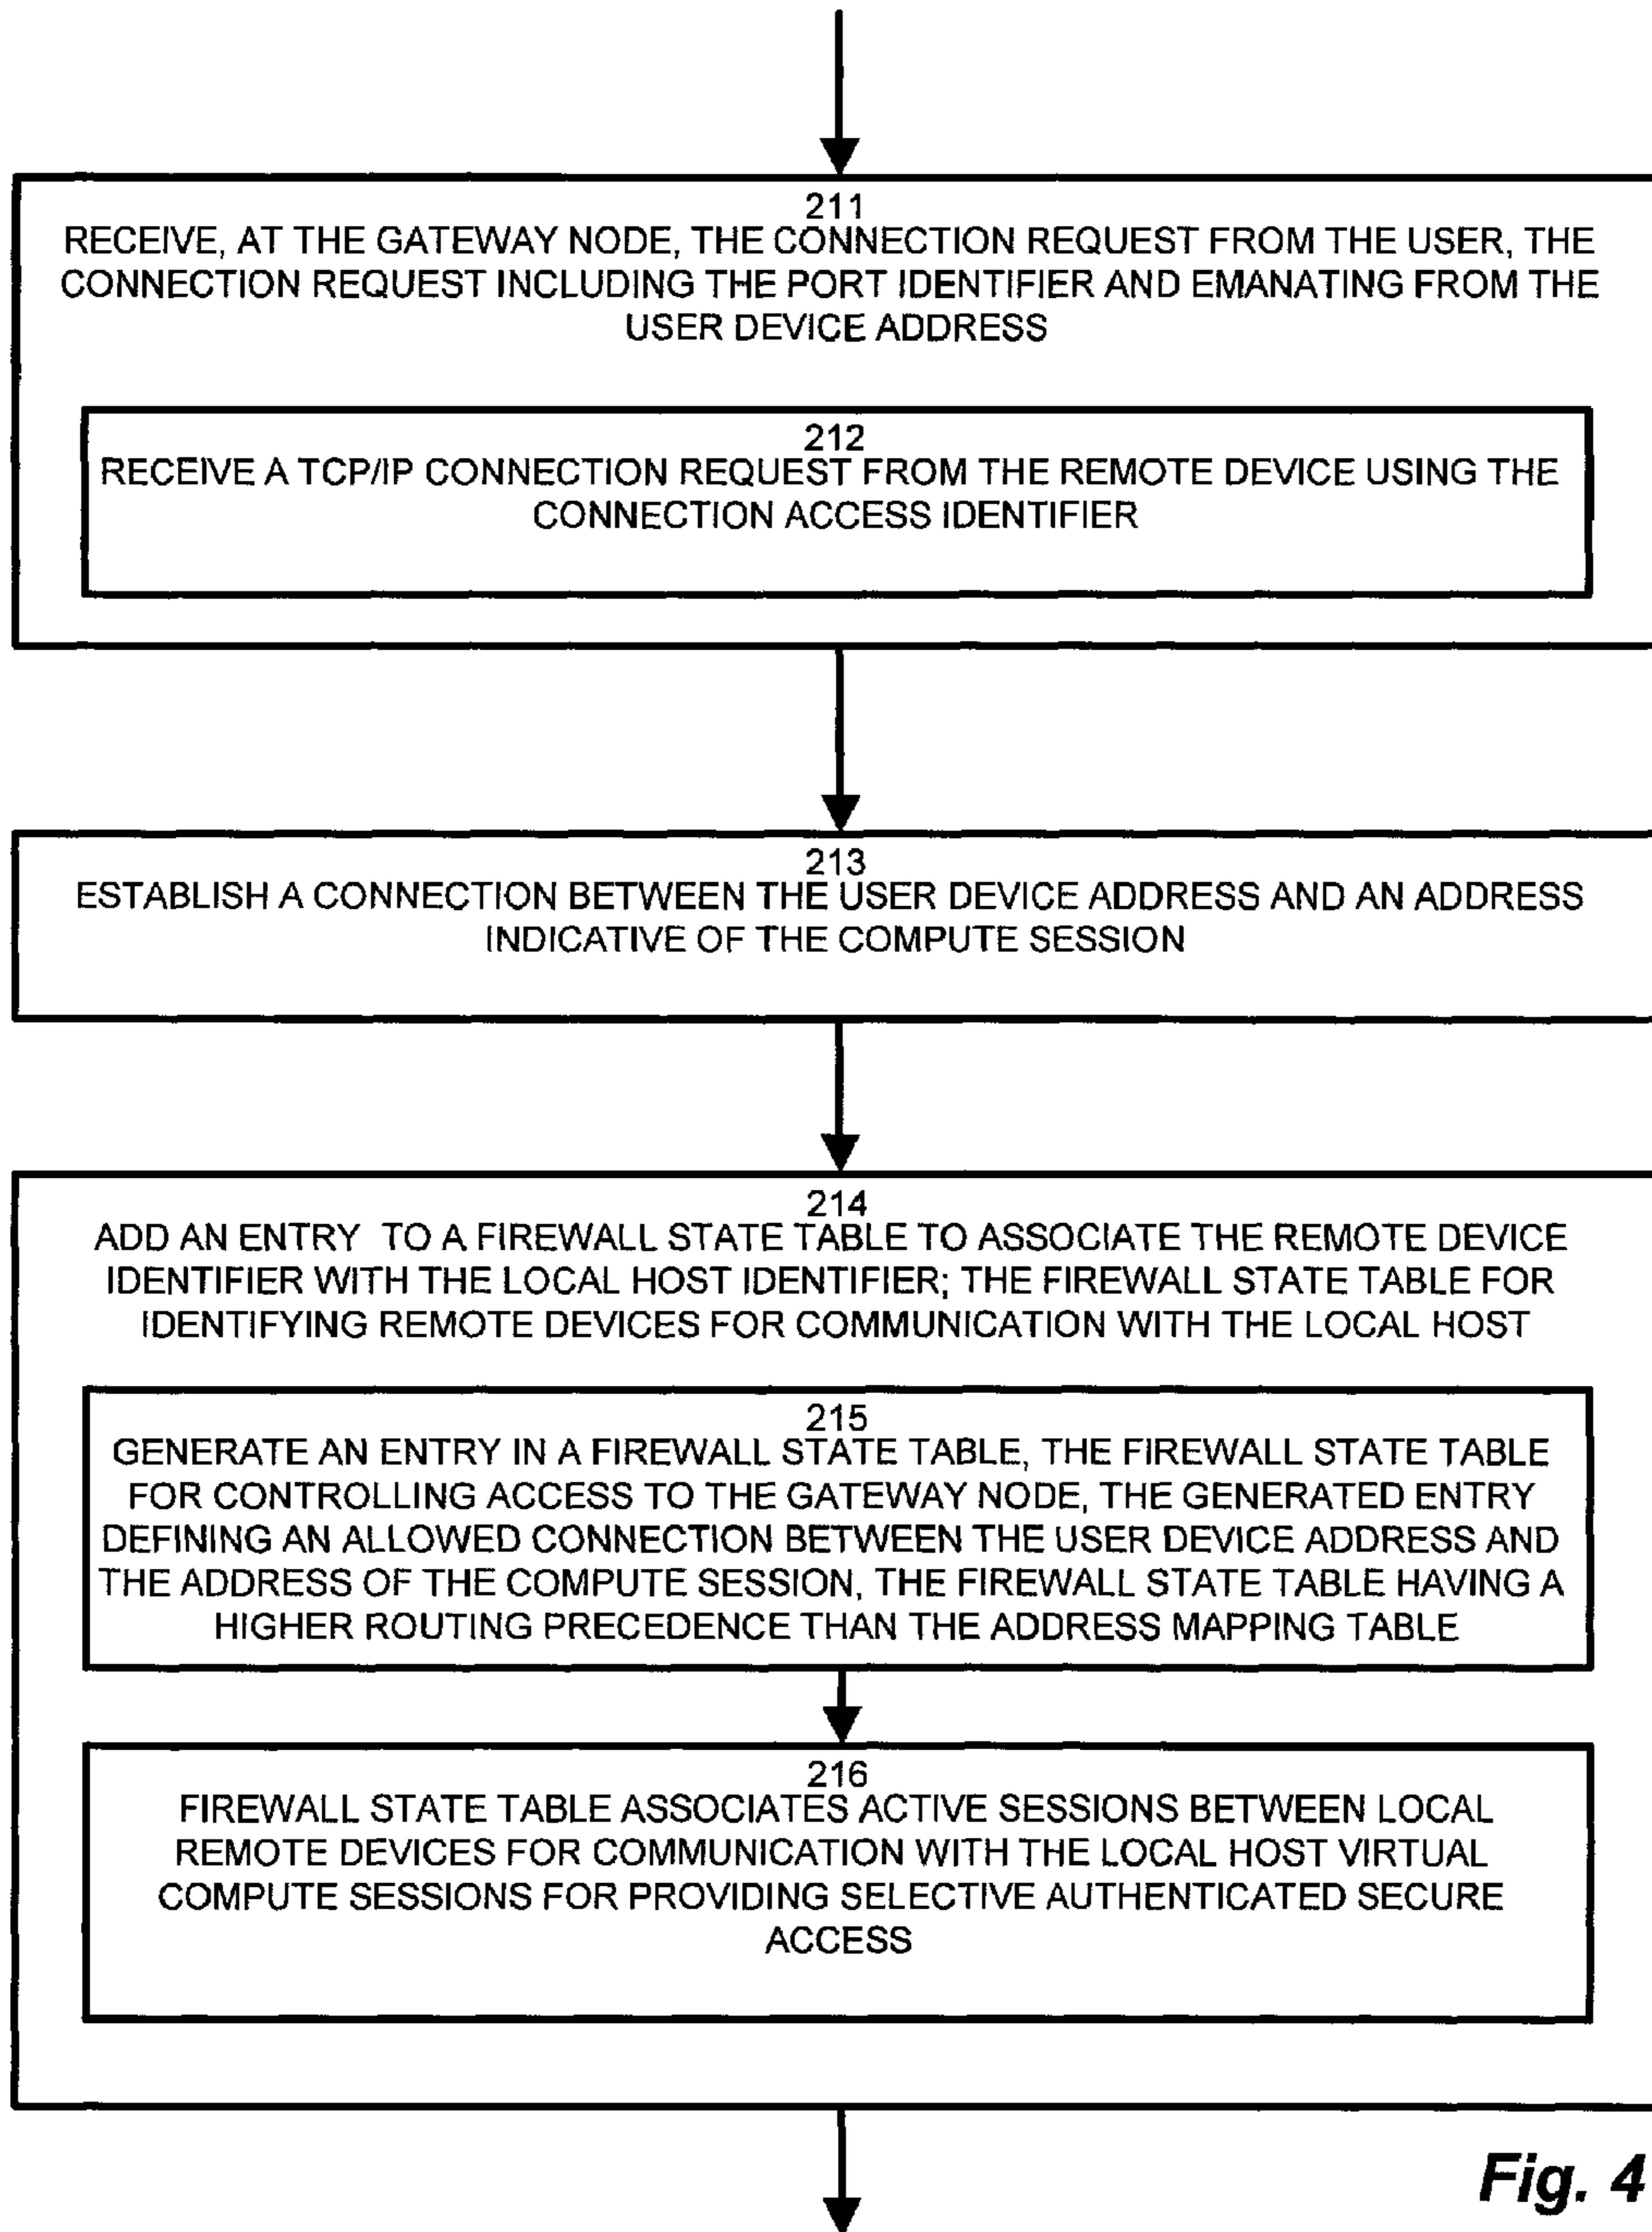 211
RECEIVE, AT THE GATEWAY NODE, THE CONNECTION REQUEST FROM THE USER, THE
CONNECTION REQUEST INCLUDING THE PORT IDENTIFIER AND EMANATING FROM THE
USER DEVICE ADDRESS
212
RECEIVE A TCP/IP CONNECTION REQUEST FROM THE REMOTE DEVICE USING THE
CONNECTION ACCESS IDENTIFIER
213
ESTABLISH A CONNECTION BETWEEN THE USER DEVICE ADDRESS AND AN ADDRESS
INDICATIVE OF THE COMPUTE SESSION
214
ADD AN ENTRY TO A FIREWALL STATE TABLE TO ASSOCIATE THE REMOTE DEVICE
IDENTIFIER WITH THE LOCAL HOST IDENTIFIER; THE FIREWALL STATE TABLE FOR
IDENTIFYING REMOTE DEVICES FOR COMMUNICATION WITH THE LOCAL HOST
215
GENERATE AN ENTRY IN A FIREWALL STATE TABLE, THE FIREWALL STATE TABLE
FOR CONTROLLING ACCESS TO THE GATEWAY NODE, THE GENERATED ENTRY
DEFINING AN ALLOWED CONNECTION BETWEEN THE USER DEVICE ADDRESS AND
THE ADDRESS OF THE COMPUTE SESSION, THE FIREWALL STATE TABLE HAVING A
HIGHER ROUTING PRECEDENCE THAN THE ADDRESS MAPPING TABLE
216
FIREWALL STATE TABLE ASSOCIATES ACTIVE SESSIONS BETWEEN LOCAL
REMOTE DEVICES FOR COMMUNICATION WITH THE LOCAL HOST VIRTUAL
COMPUTE SESSIONS FOR PROVIDING SELECTIVE AUTHENTICATED SECURE
ACCESS
Fig. 4